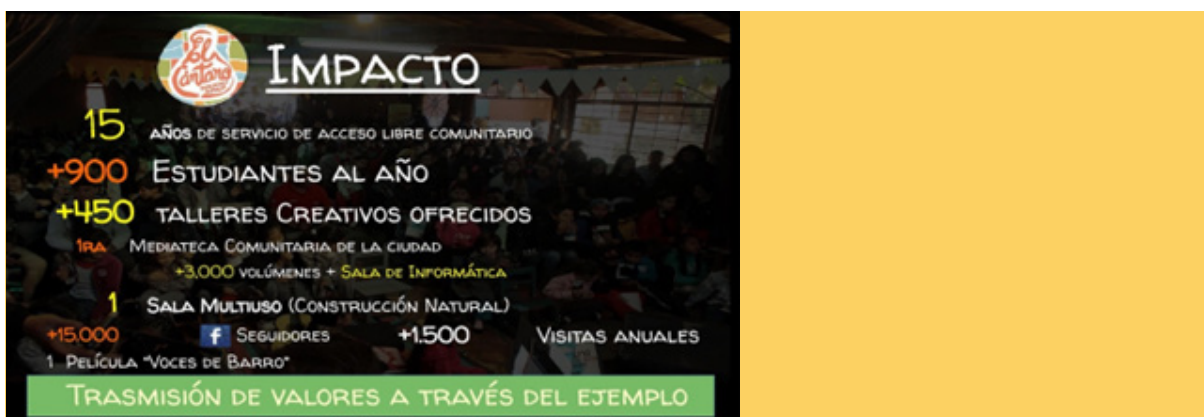 El
Cántaro
IMPACTO
15 AÑOS DE SERVICIO DE ACCESO LIBRE COMUNITARIO
+900 ESTUDIANTES AL AÑO
+450 TALLERES CREATIVOS OFRECIDOS
1RA MEDIATECA COMUNITARIA DE LA CIUDAD
+3,000 VOLÚMENES + SALA DE INFORMÁTICA
1 SALA MULTIUSO (CONSTRUCCIÓN NATURAL)
+15.000 f SEGUIDORES +1.500 VISITAS ANUALES
1 PELÍCULA "VOCES DE BARRO"
TRASMISIÓN DE VALORES A TRAVÉS DEL EJEMPLO